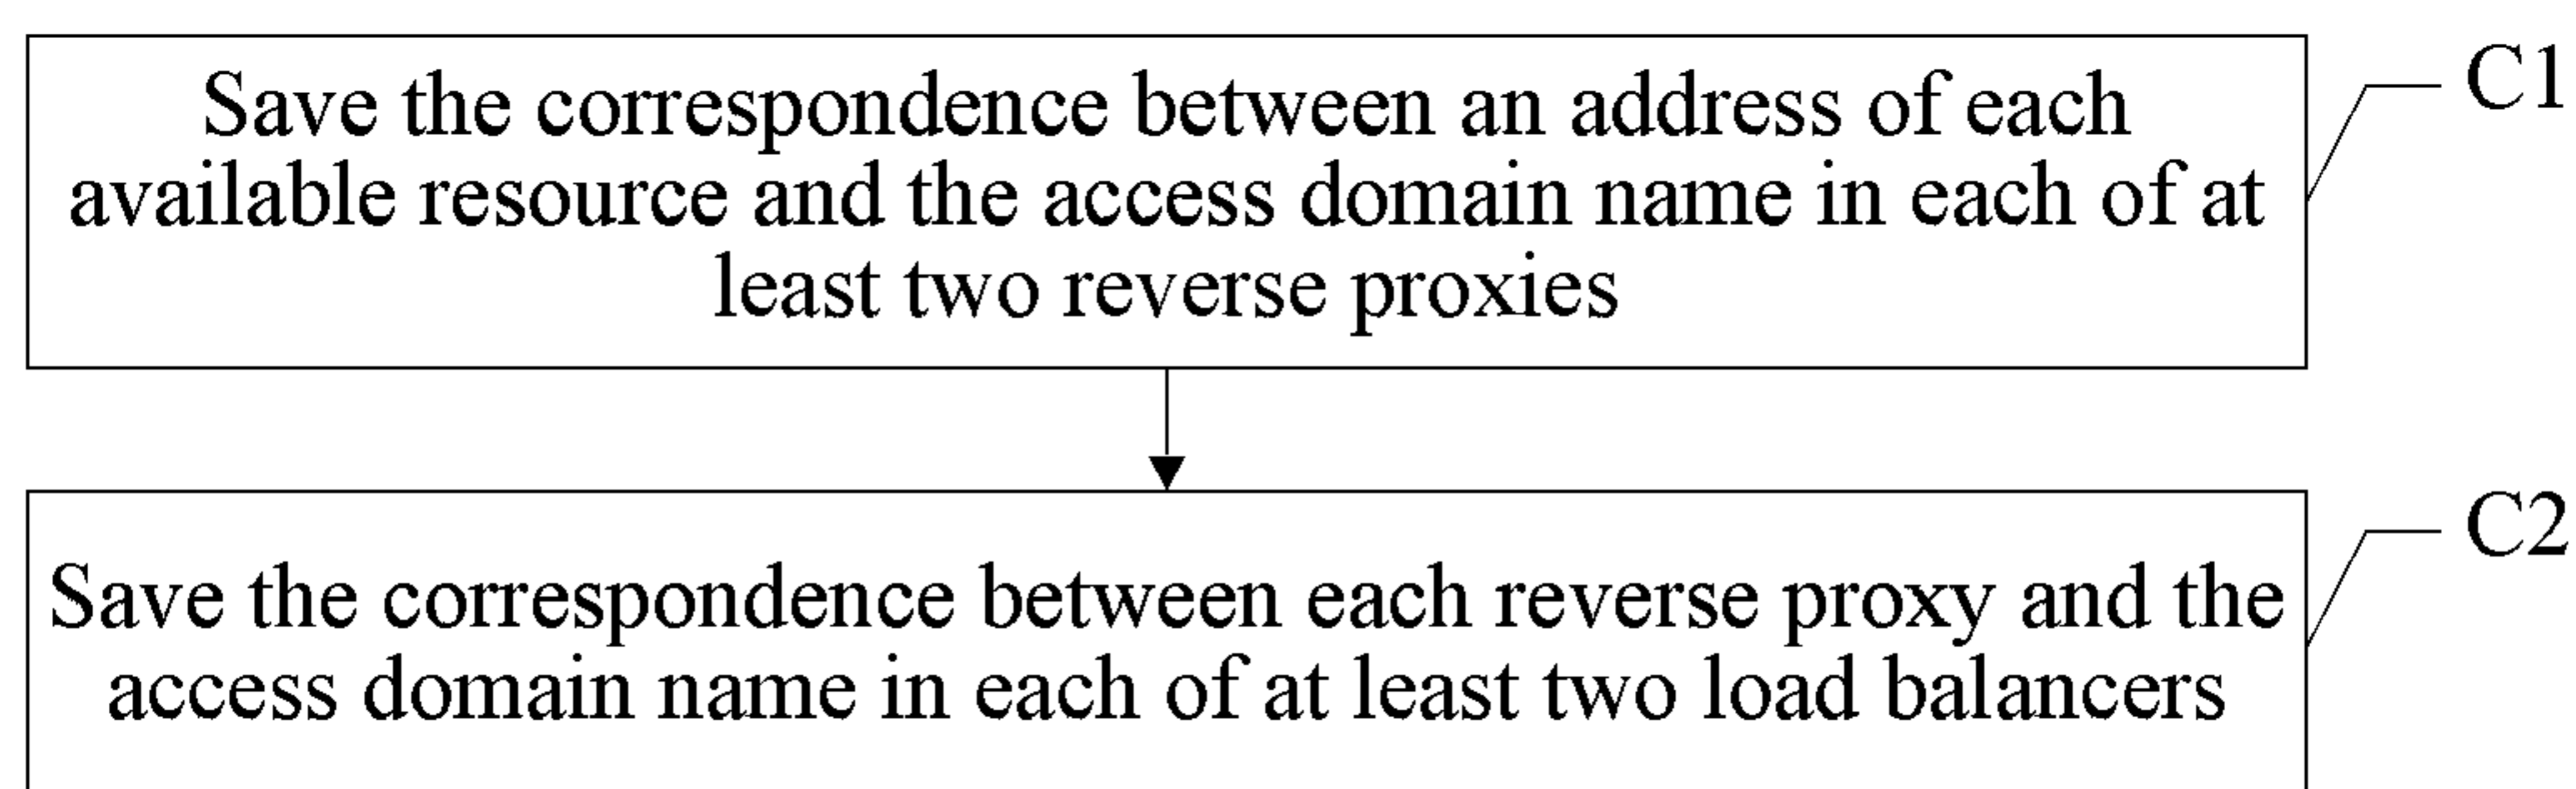 Save the correspondence between an address of each
available resource and the access domain name in each of at
least two reverse proxies
C1
Save the correspondence between each reverse proxy and the
access domain name in each of at least two load balancers
C2